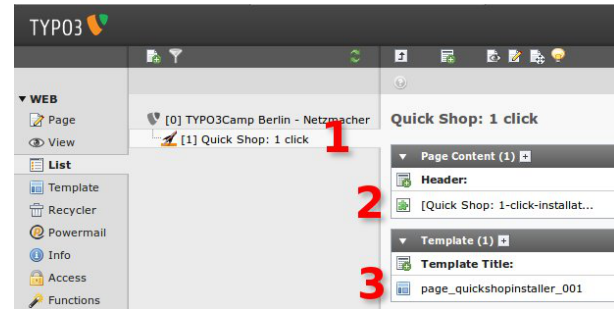 TYPO3
WEB
Page
View
List
Template
Recycler
Powermail
Info
Access
Functions
[0] TYPO3Camp Berlin - Netzmacher
[1] Quick Shop: 1 click
1
Quick Shop: 1 click
Page Content (1)
Header:
2
[Quick Shop: 1-click-installat...
Template (1)
Template Title:
3
page_quickshopinstaller_001